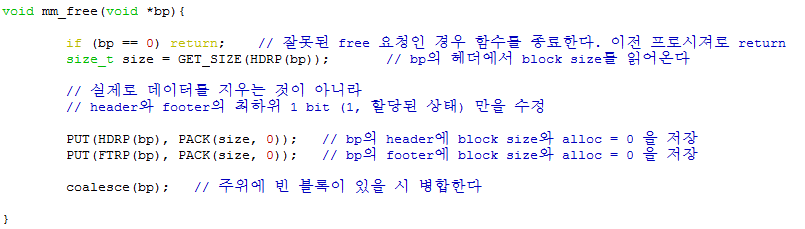 void mm_free(void *bp){
if (bp == 0) return;    // 잘못된 free 요청인 경우 함수를 종료한다. 이전 프로시져로 return
size_t size = GET_SIZE(HDRP(bp));       // bp의 헤더에서 block size를 읽어온다
// 실제로 데이터를 지우는 것이 아니라
// header와 footer의 최하위 1 bit (1, 할당된 상태) 만을 수정
PUT(HDRP(bp), PACK(size, 0));   // bp의 header에 block size와 alloc = 0 을 저장
PUT(FTRP(bp), PACK(size, 0));   // bp의 footer에 block size와 alloc = 0 을 저장
coalesce(bp);   // 주위에 빈 블록이 있을 시 병합한다
}